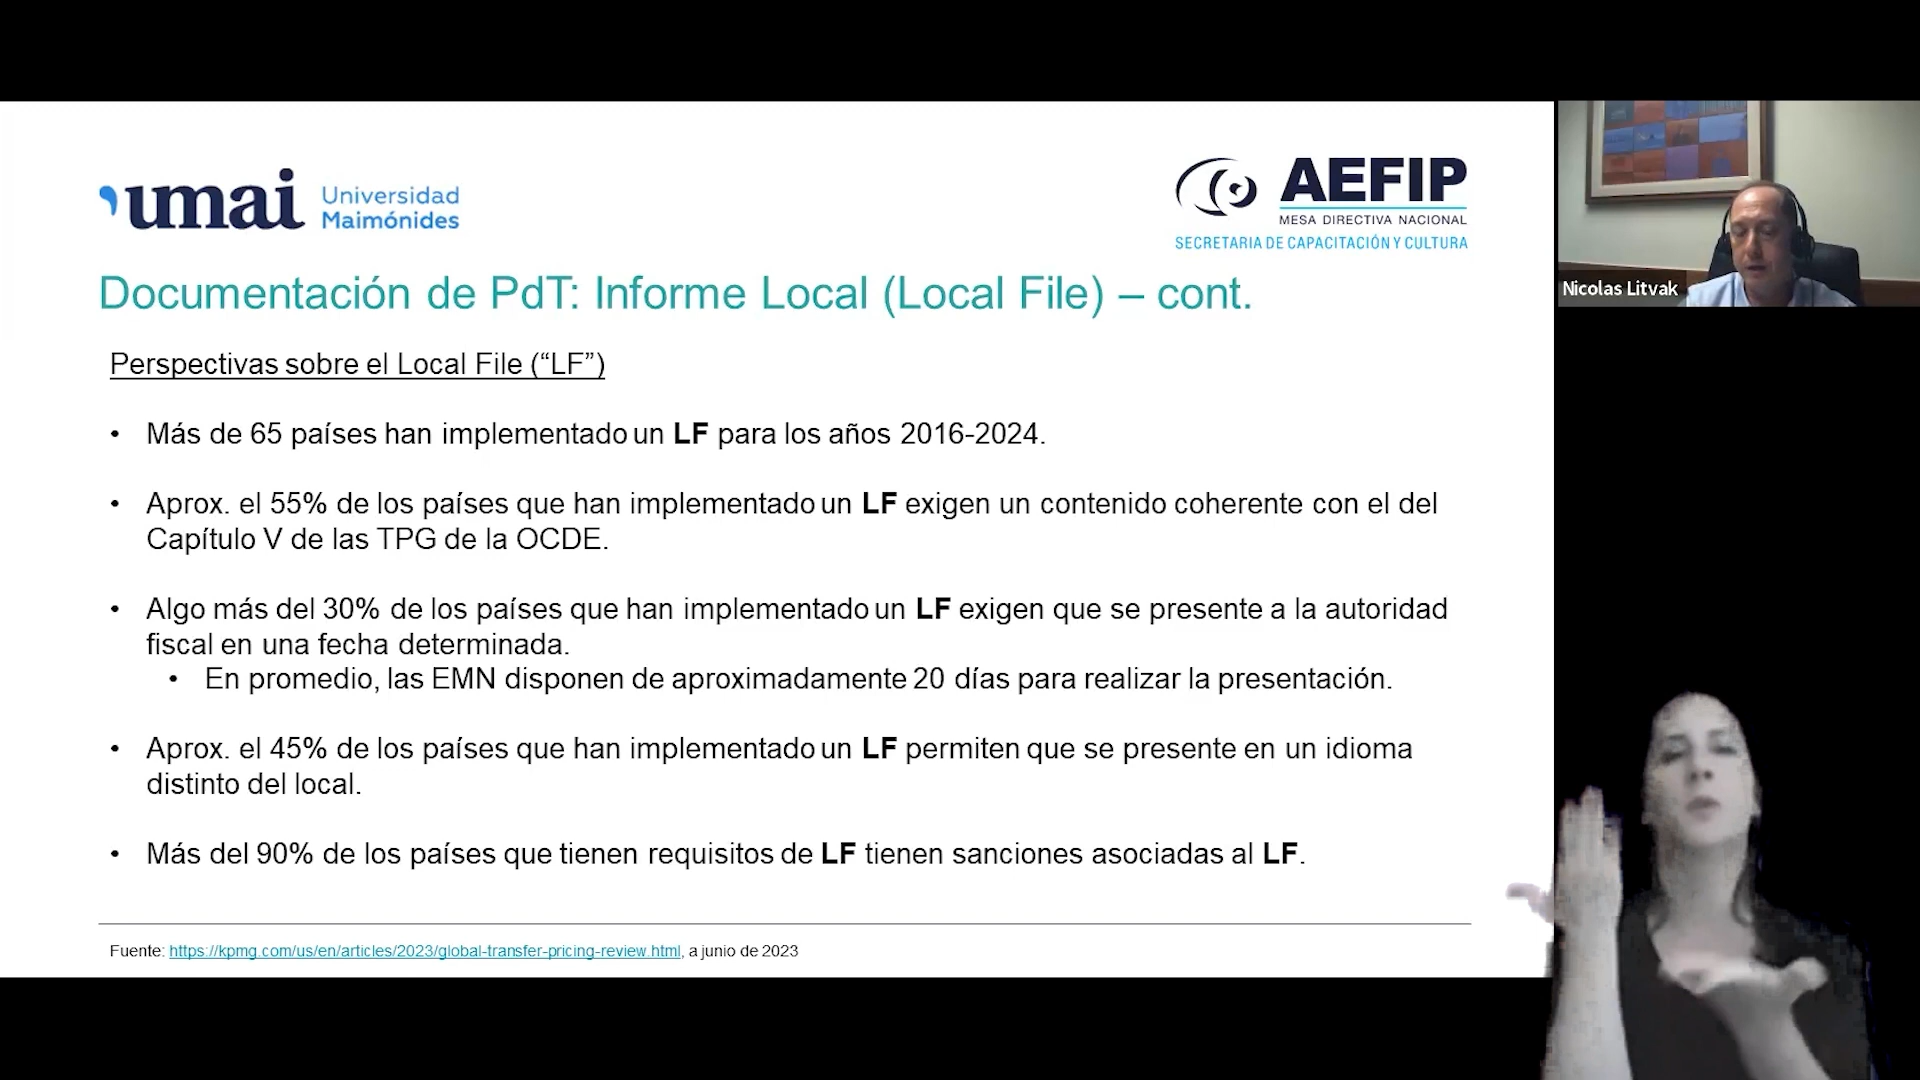 umai Universidad
Maimónides
AEFIP
MESA DIRECTIVA NACIONAL
SECRETARIA DE CAPACITACIÓN Y CULTURA
Documentación de PdT: Informe Local (Local File) – cont.
Nicolas Litvak
Perspectivas sobre el Local File (“LF”)
• Más de 65 países han implementado un LF para los años 2016-2024.
• Aprox. el 55% de los países que han implementado un LF exigen un contenido coherente con el del
Capítulo V de las TPG de la OCDE.
• Algo más del 30% de los países que han implementado un LF exigen que se presente a la autoridad
fiscal en una fecha determinada.
• En promedio, las EMN disponen de aproximadamente 20 días para realizar la presentación.
• Aprox. el 45% de los países que han implementado un LF permiten que se presente en un idioma
distinto del local.
• Más del 90% de los países que tienen requisitos de LF tienen sanciones asociadas al LF.
Fuente: https://kpmg.com/us/en/articles/2023/global-transfer-pricing-review.html, a junio de 2023